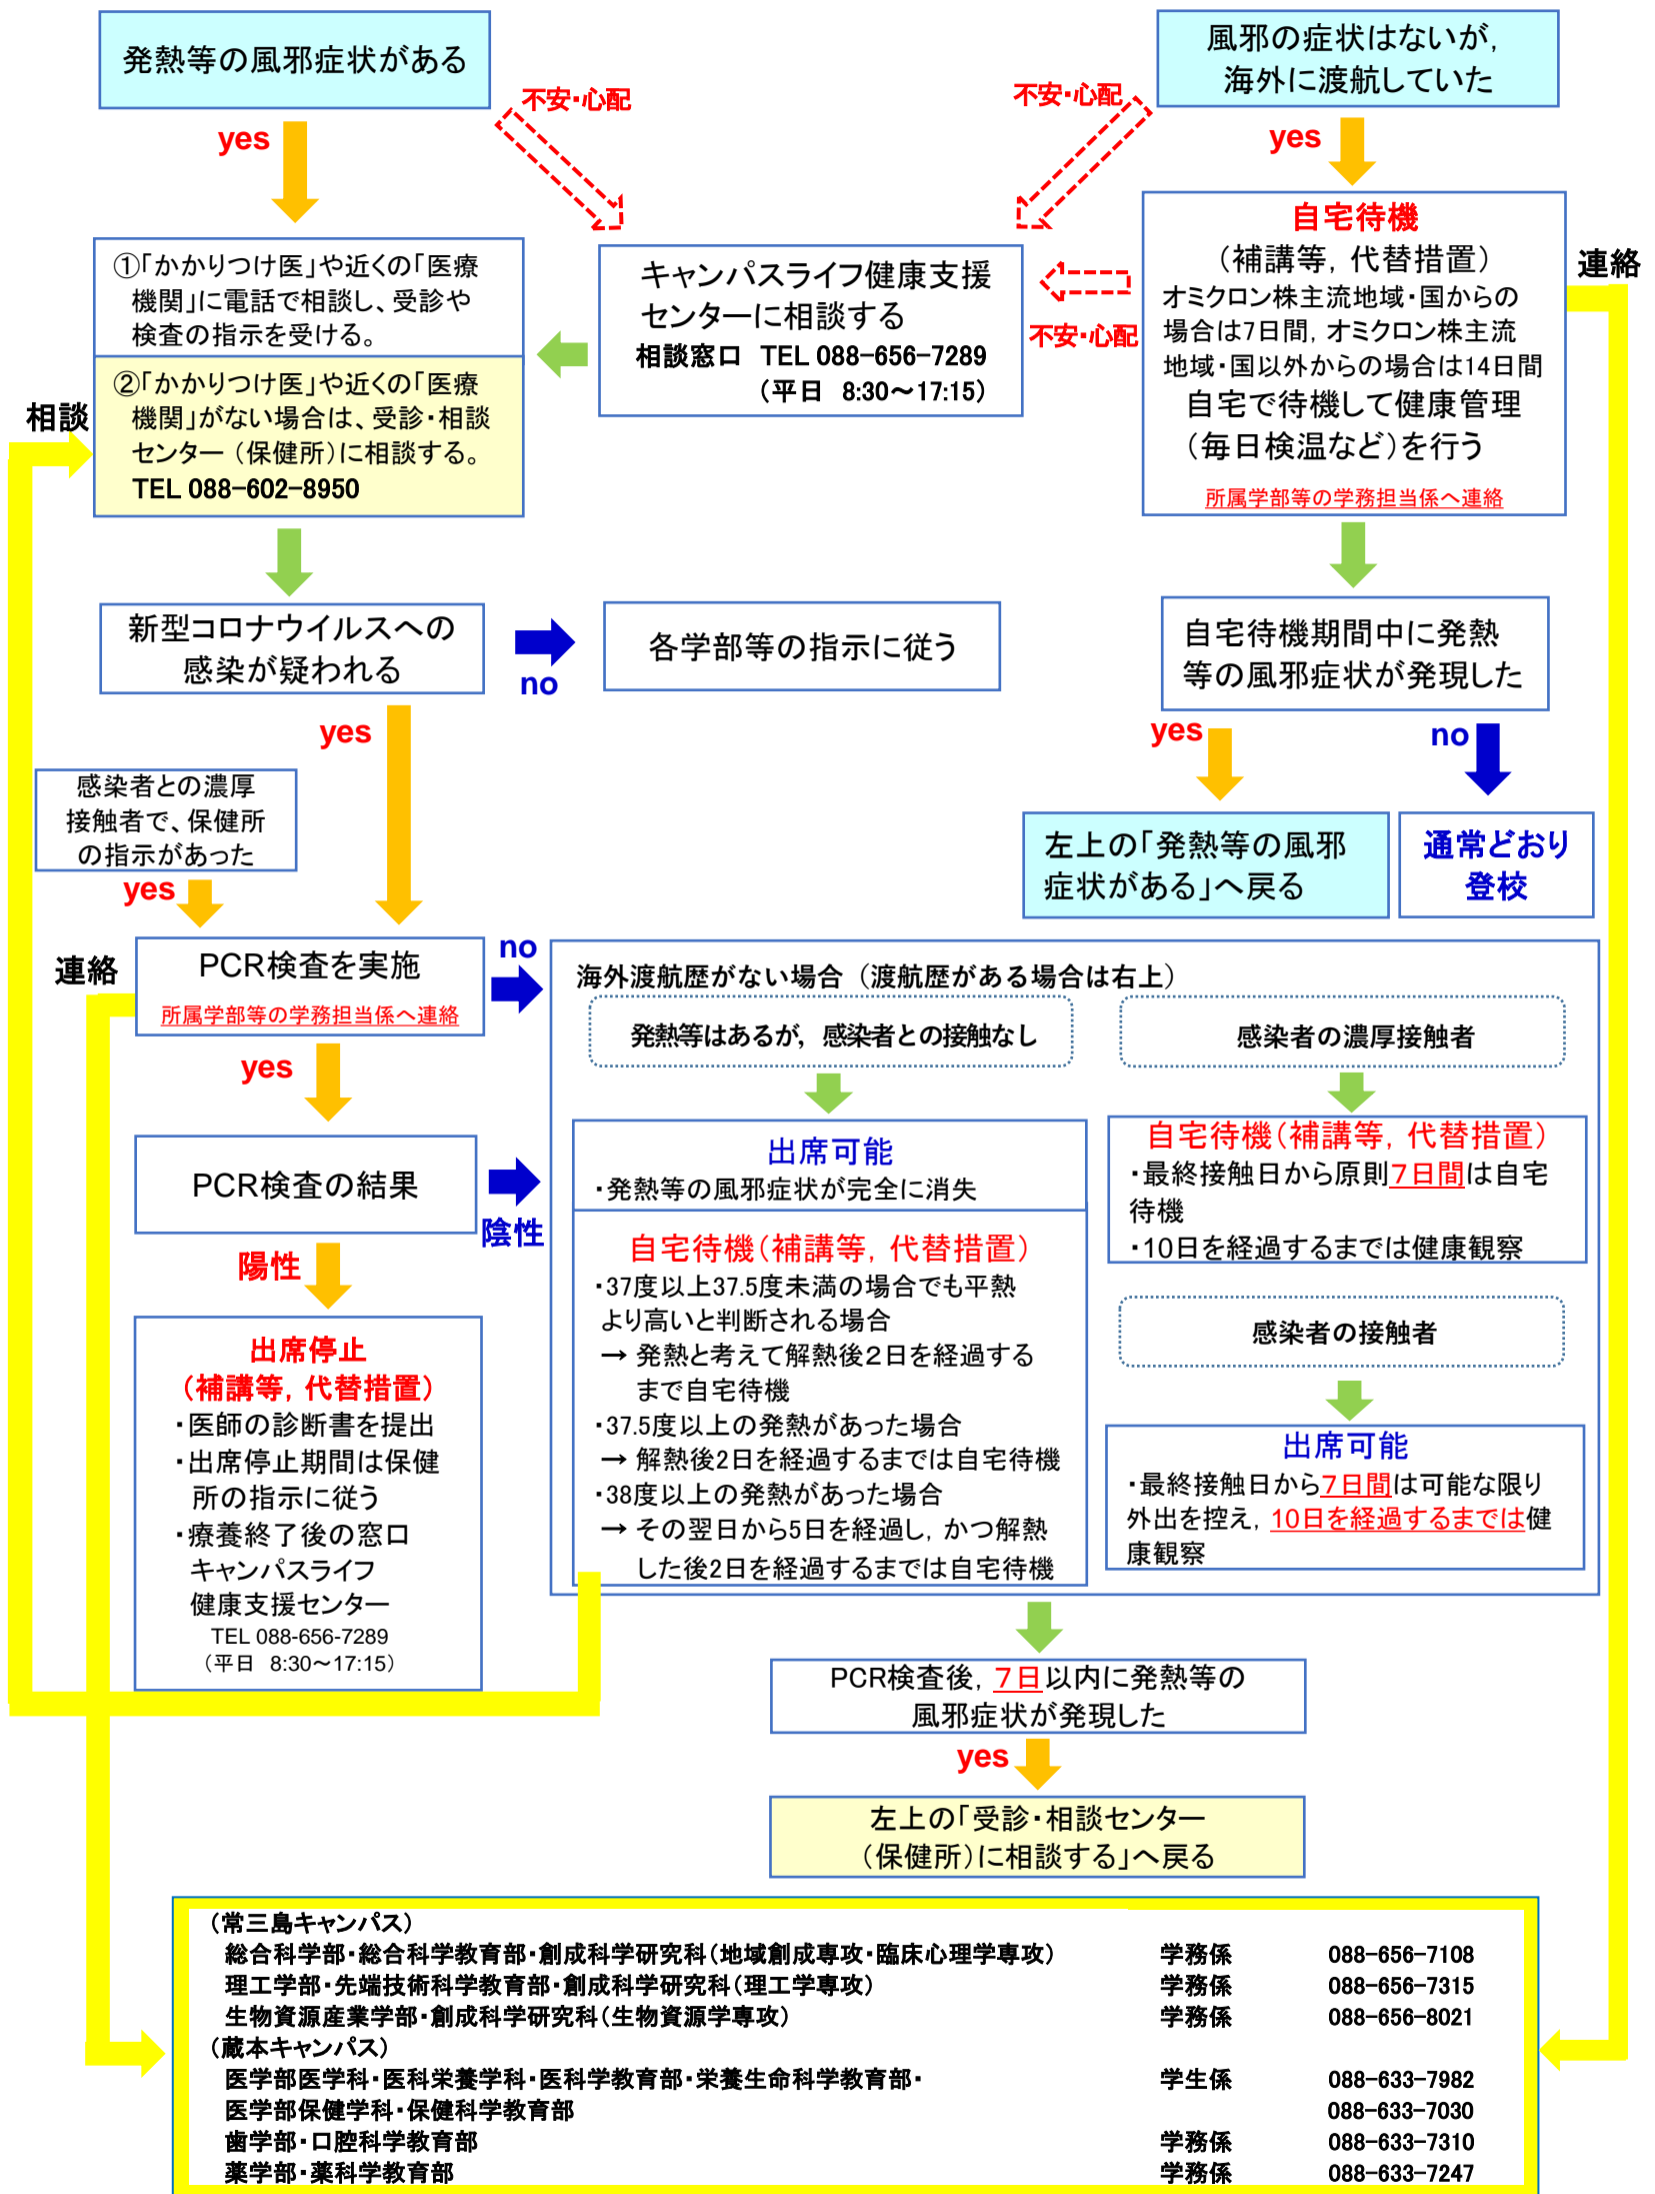 発熱等の風邪症状がある
風邪の症状はないが，
海外に渡航していた
不安・心配
不安・心配
yes
yes
①「かかりつけ医」や近くの「医療
機関」に電話で相談し、受診や
検査の指示を受ける。
②「かかりつけ医」や近くの「医療
機関」がない場合は、受診・相談
センター（保健所）に相談する。
TEL 088-602-8950
相談
キャンパスライフ健康支援
センターに相談する
相談窓口　TEL 088-656-7289
（平日　8:30～17:15）
不安・心配
自宅待機
（補講等，代替措置）
オミクロン株主流地域・国からの
場合は7日間，オミクロン株主流
地域・国以外からの場合は14日間
自宅で待機して健康管理
（毎日検温など）を行う
所属学部等の学務担当係へ連絡
連絡
新型コロナウイルスへの
感染が疑われる
no
各学部等の指示に従う
自宅待機期間中に発熱
等の風邪症状が発現した
yes
yes
no
感染者との濃厚
接触者で、保健所
の指示があった
yes
左上の「発熱等の風邪
症状がある」へ戻る
通常どおり
登校
連絡
PCR検査を実施
所属学部等の学務担当係へ連絡
no
yes
PCR検査の結果
陰性
陽性
出席停止
（補講等，代替措置）
・医師の診断書を提出
・出席停止期間は保健
所の指示に従う
・療養終了後の窓口
キャンパスライフ
健康支援センター
TEL 088-656-7289
（平日　8:30～17:15）
海外渡航歴がない場合（渡航歴がある場合は右上）
発熱等はあるが，感染者との接触なし
出席可能
・発熱等の風邪症状が完全に消失
自宅待機（補講等，代替措置）
・37度以上37.5度未満の場合でも平熱
より高いと判断される場合
→ 発熱と考えて解熱後２日を経過する
まで自宅待機
・37.5度以上の発熱があった場合
→ 解熱後2日を経過するまでは自宅待機
・38度以上の発熱があった場合
→ その翌日から5日を経過し，かつ解熱
した後2日を経過するまでは自宅待機
感染者の濃厚接触者
自宅待機（補講等，代替措置）
・最終接触日から原則7日間は自宅
待機
・10日を経過するまでは健康観察
感染者の接触者
出席可能
・最終接触日から7日間は可能な限り
外出を控え，10日を経過するまでは健
康観察
PCR検査後，７日以内に発熱等の
風邪症状が発現した
yes
左上の「受診・相談センター
（保健所）に相談する」へ戻る
（常三島キャンパス）
総合科学部・総合科学教育部・創成科学研究科（地域創成専攻・臨床心理学専攻）　学務係　088-656-7108
理工学部・先端技術科学教育部・創成科学研究科（理工学専攻）　学務係　088-656-7315
生物資源産業学部・創成科学研究科（生物資源学専攻）　学務係　088-656-8021
（蔵本キャンパス）
医学部医学科・医科栄養学科・医科学教育部・栄養生命科学教育部・　学生係　088-633-7982
医学部保健学科・保健科学教育部　088-633-7030
歯学部・口腔科学教育部　学務係　088-633-7310
薬学部・薬科学教育部　学務係　088-633-7247